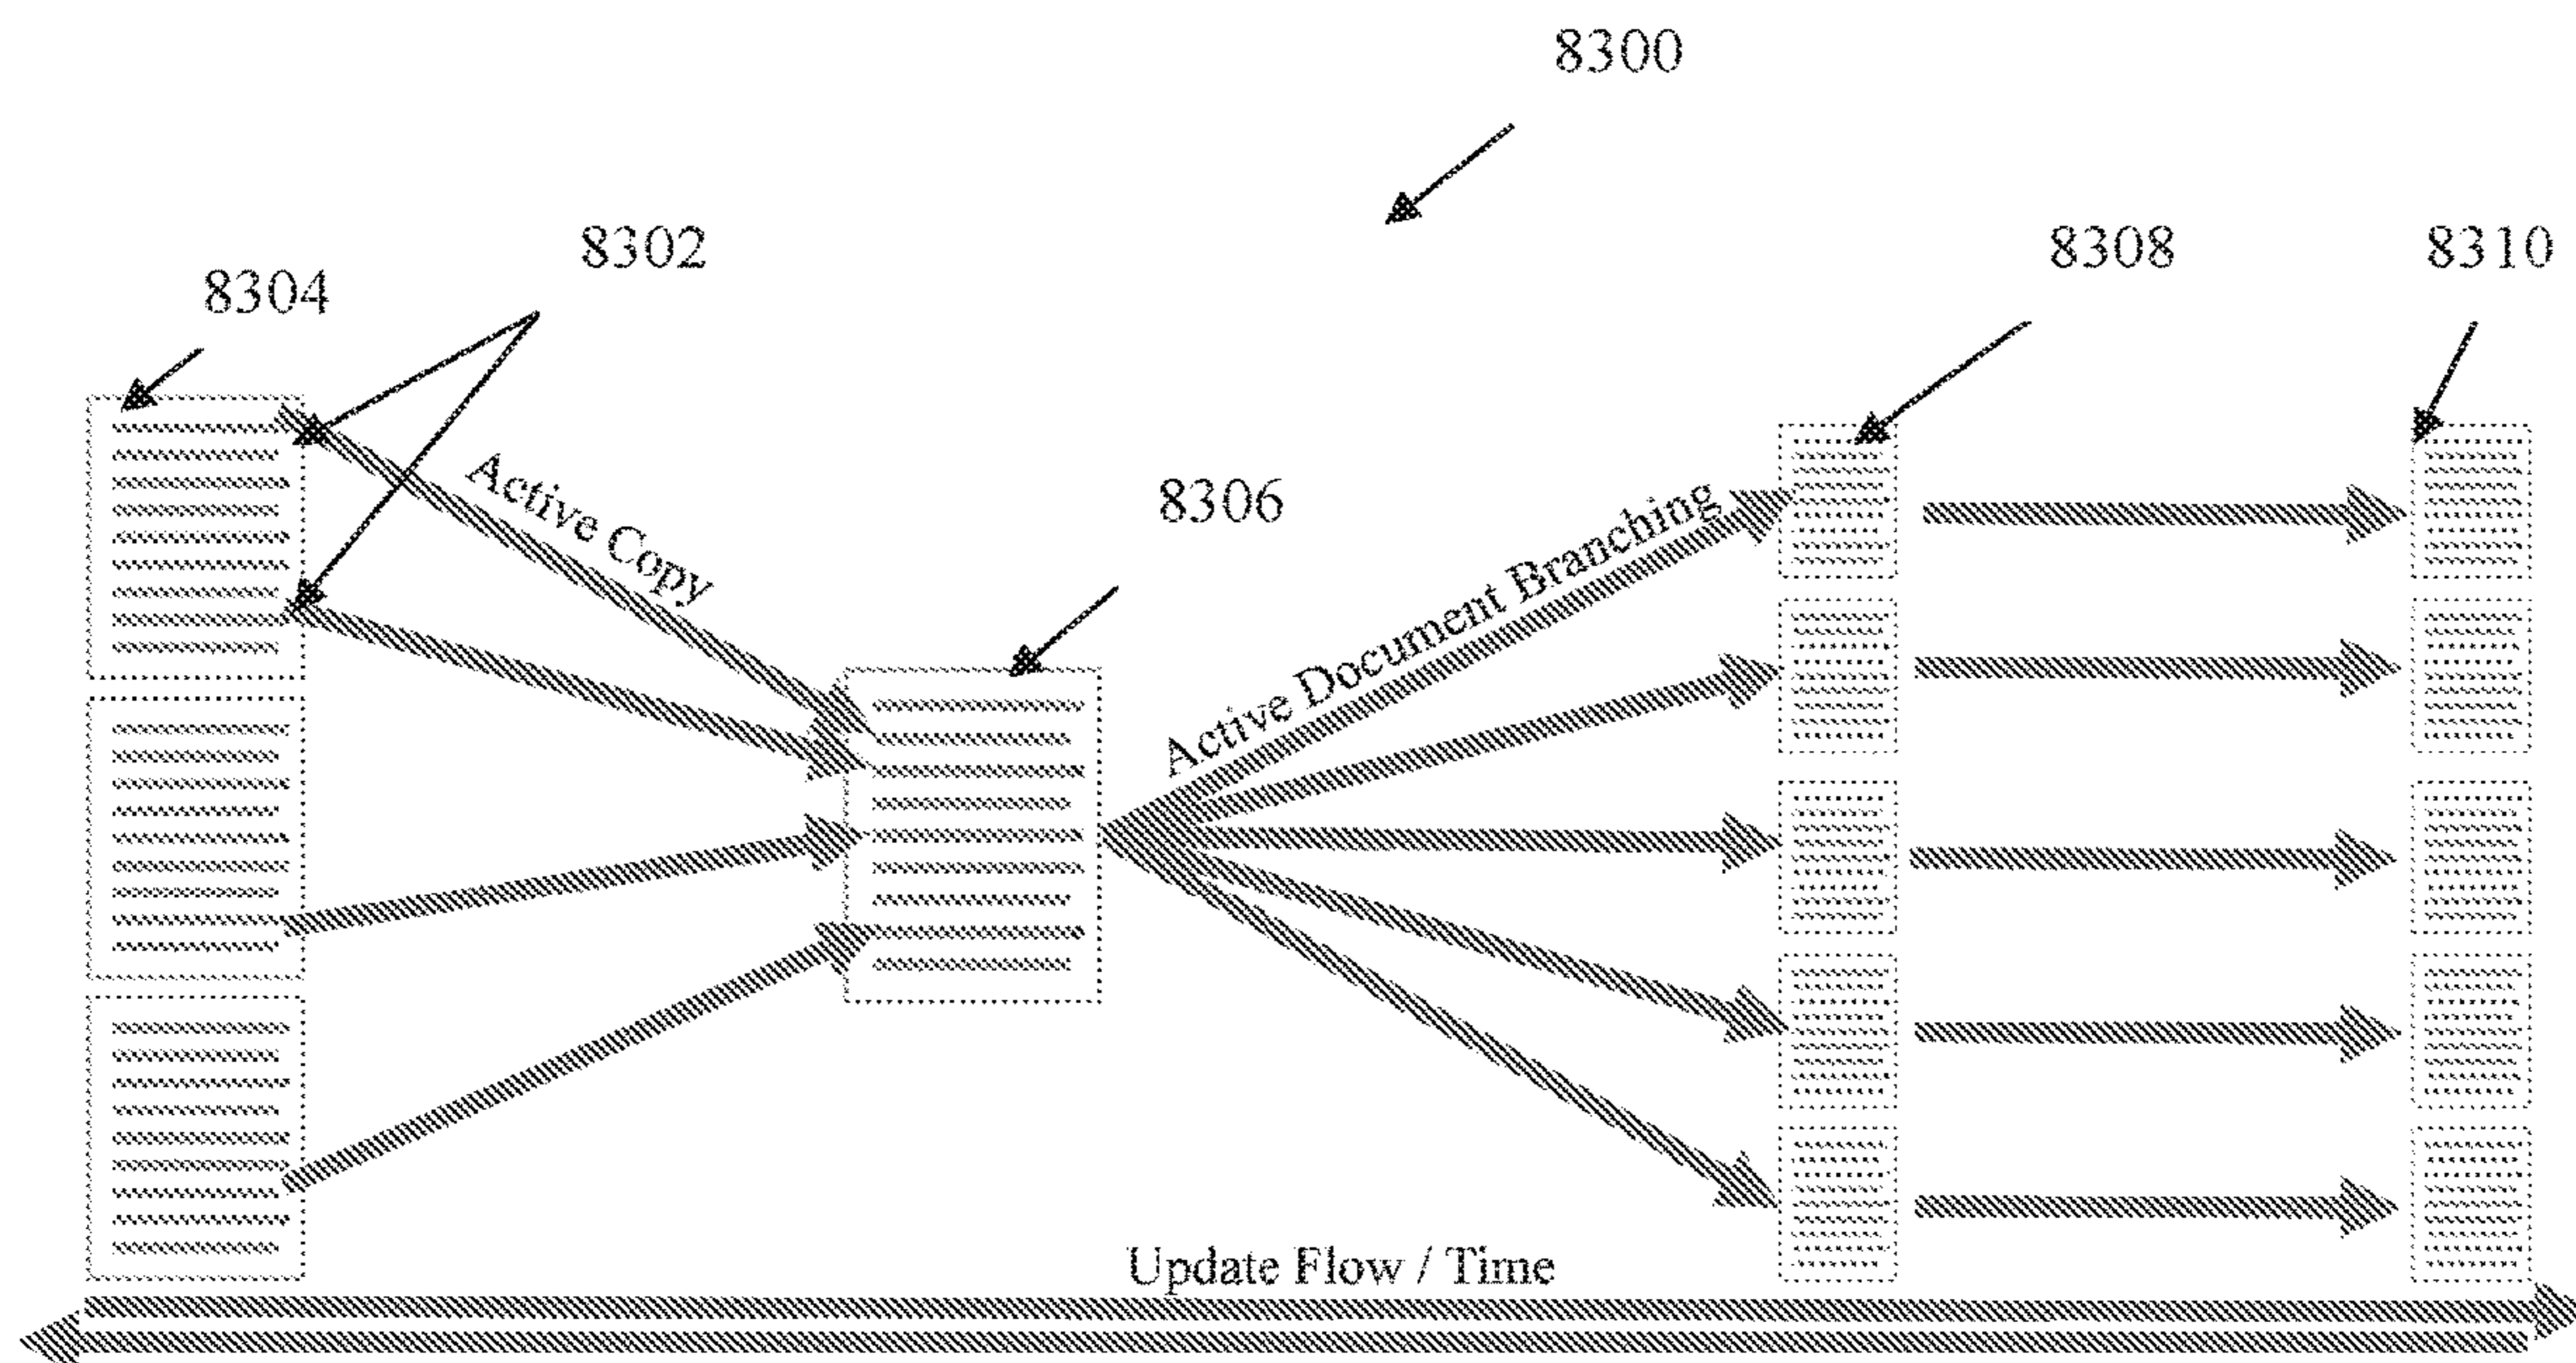 8300
8302
8308
8310
8304
Active Copy
8306
Active Document Branching
Update Flow / Time